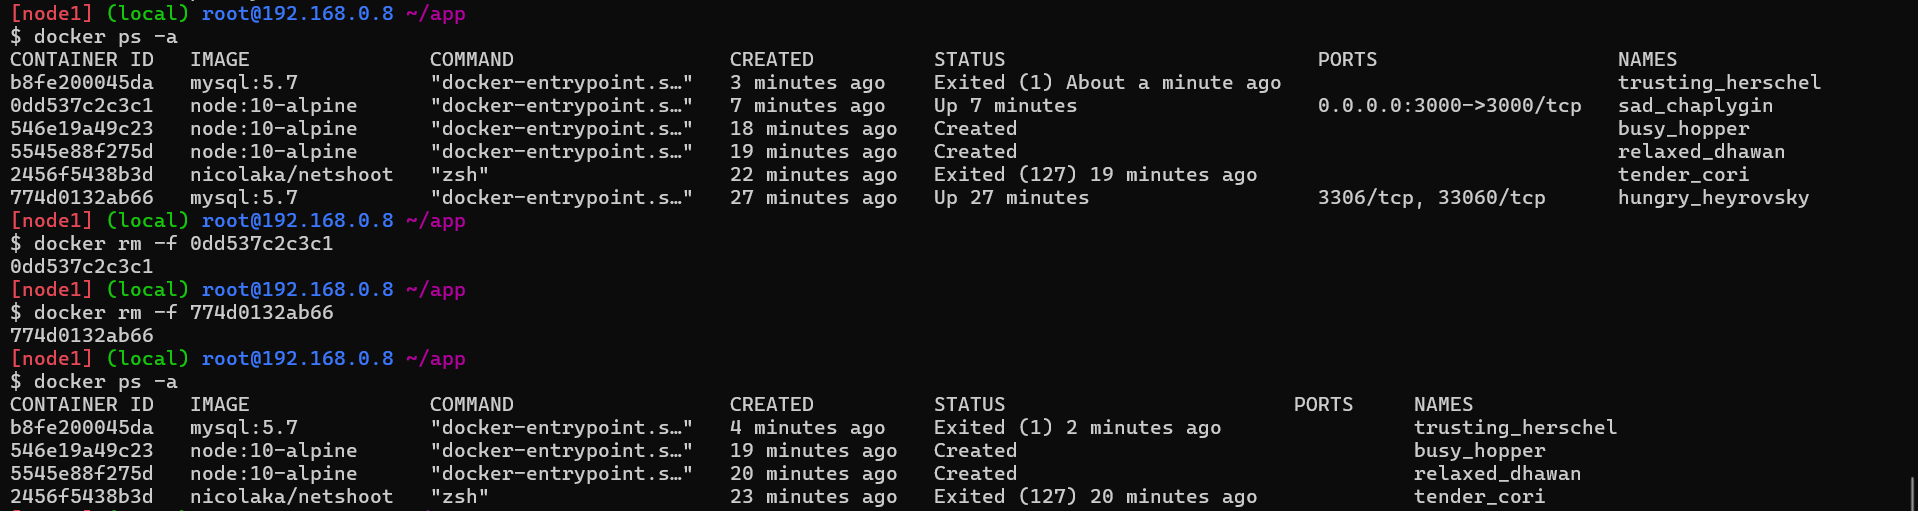 [node1] (local) root@192.168.0.8 ~/app
$ docker ps -a
CONTAINER ID   IMAGE               COMMAND                  CREATED          STATUS                          PORTS                    NAMES
b8fe200045da   mysql:5.7           "docker-entrypoint.s…"   3 minutes ago    Exited (1) About a minute ago                            trusting_herschel
0dd537c2c3c1   node:10-alpine      "docker-entrypoint.s…"   7 minutes ago    Up 7 minutes                    0.0.0.0:3000->3000/tcp   sad_chaplygin
546e19a49c23   node:10-alpine      "docker-entrypoint.s…"   18 minutes ago   Created                                                  busy_hopper
5545e88f275d   node:10-alpine      "docker-entrypoint.s…"   19 minutes ago   Created                                                  relaxed_dhawan
2456f5438b3d   nicolaka/netshoot   "zsh"                    22 minutes ago   Exited (127) 19 minutes ago                              tender_cori
774d0132ab66   mysql:5.7           "docker-entrypoint.s…"   27 minutes ago   Up 27 minutes                   3306/tcp, 33060/tcp      hungry_heyrovsky
[node1] (local) root@192.168.0.8 ~/app
$ docker rm -f 0dd537c2c3c1
0dd537c2c3c1
[node1] (local) root@192.168.0.8 ~/app
$ docker rm -f 774d0132ab66
774d0132ab66
[node1] (local) root@192.168.0.8 ~/app
$ docker ps -a
CONTAINER ID   IMAGE               COMMAND                  CREATED          STATUS                        PORTS     NAMES
b8fe200045da   mysql:5.7           "docker-entrypoint.s…"   4 minutes ago    Exited (1) 2 minutes ago                trusting_herschel
546e19a49c23   node:10-alpine      "docker-entrypoint.s…"   19 minutes ago   Created                                 busy_hopper
5545e88f275d   node:10-alpine      "docker-entrypoint.s…"   20 minutes ago   Created                                 relaxed_dhawan
2456f5438b3d   nicolaka/netshoot   "zsh"                    23 minutes ago   Exited (127) 20 minutes ago             tender_cori